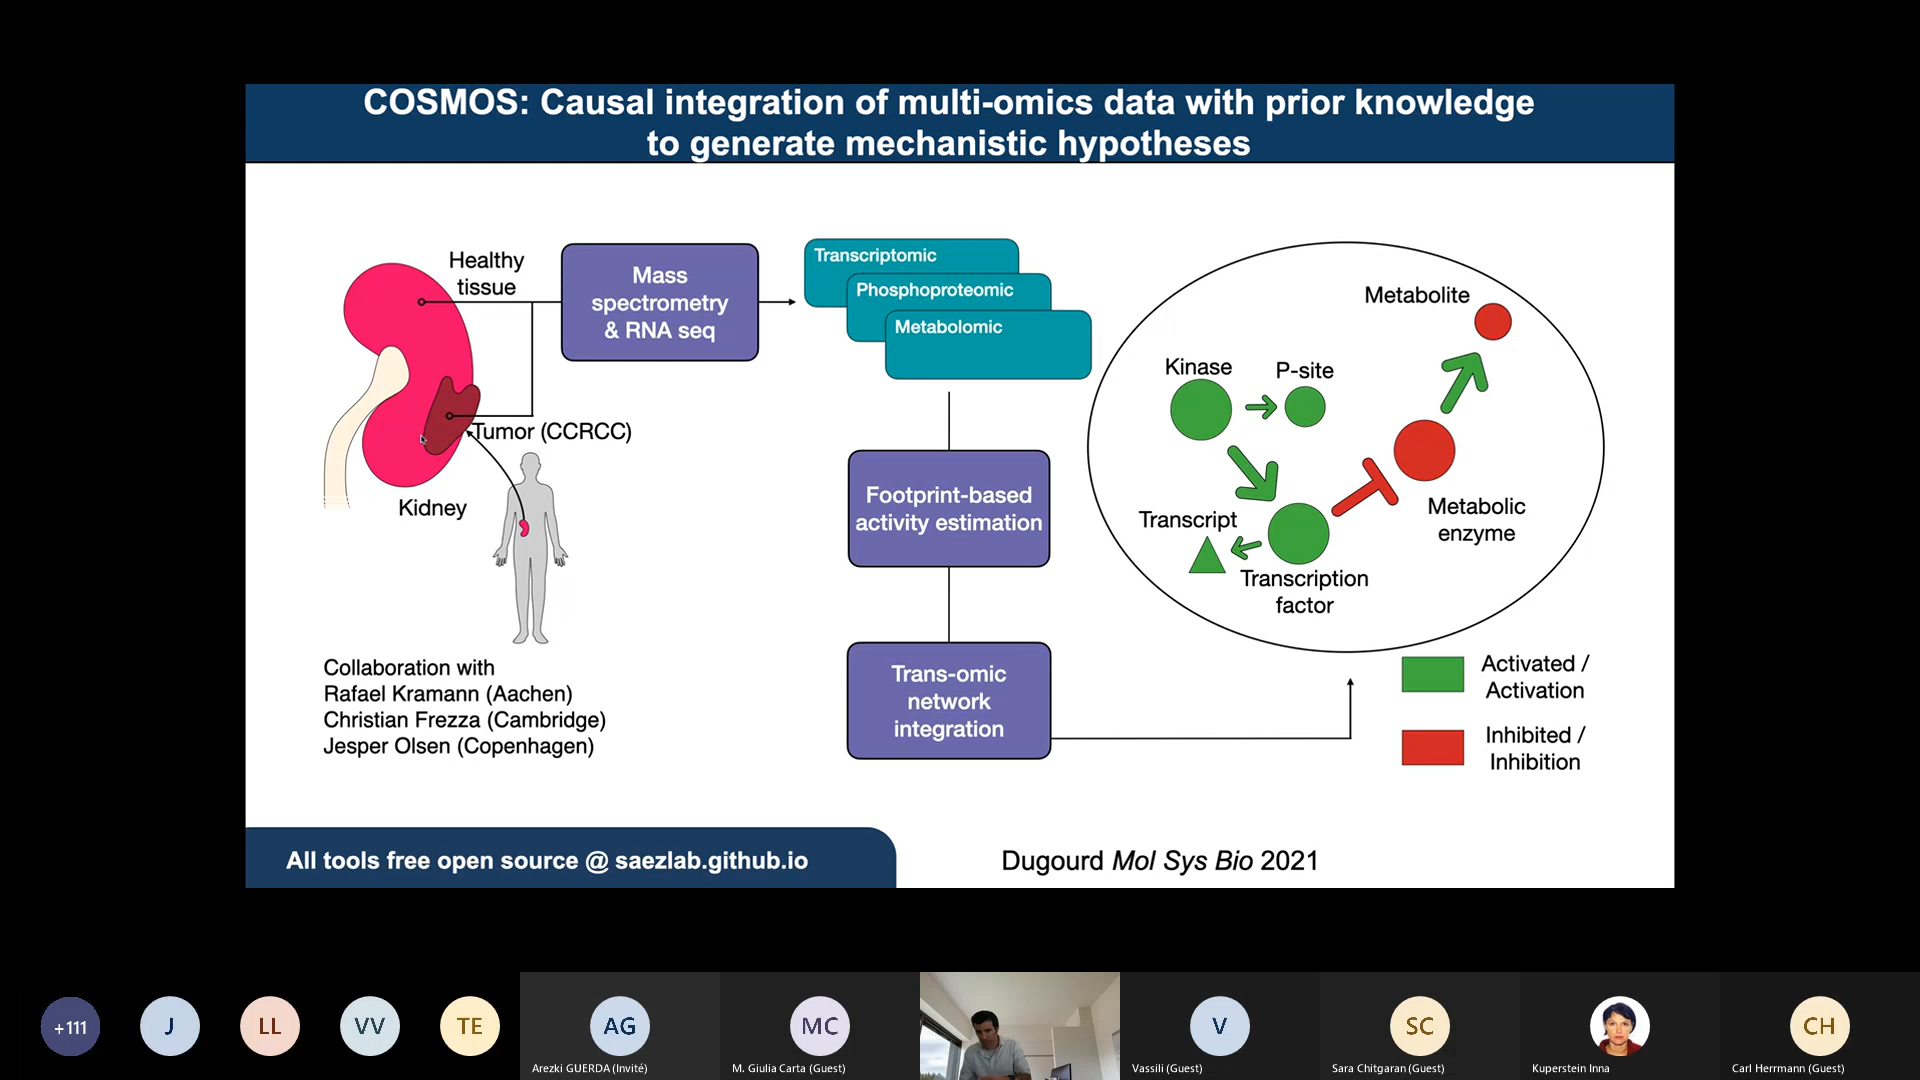 COSMOS: Causal integration of multi-omics data with prior knowledge
to generate mechanistic hypotheses
Healthy
tissue
Tumor (CCRCC)
Kidney
Mass
spectrometry
& RNA seq
Transcriptomic
Phosphoproteomic
Metabolomic
Footprint-based
activity estimation
Trans-omic
network
integration
Metabolite
Kinase
P-site
Transcript
Transcription
factor
Metabolic
enzyme
Activated /
Activation
Inhibited /
Inhibition
Collaboration with
Rafael Kramann (Aachen)
Christian Frezza (Cambridge)
Jesper Olsen (Copenhagen)
All tools free open source @ saezlab.github.io
Dugourd Mol Sys Bio 2021
+111
J
LL
VV
TE
AG
Arezki GUERDA (Invité)
MC
M. Giulia Carta (Guest)
V
Vassili (Guest)
SC
Sara Chitgaran (Guest)
Kuperstein Inna
CH
Carl Herrmann (Guest)